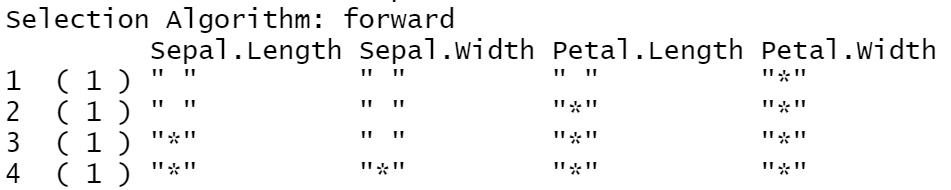 Selection Algorithm: forward
         Sepal.Length Sepal.Width Petal.Length Petal.Width
1  ( 1 ) " "          " "         " "          "*"
2  ( 1 ) " "          " "         "*"          "*"
3  ( 1 ) "*"          " "         "*"          "*"
4  ( 1 ) "*"          "*"         "*"          "*"